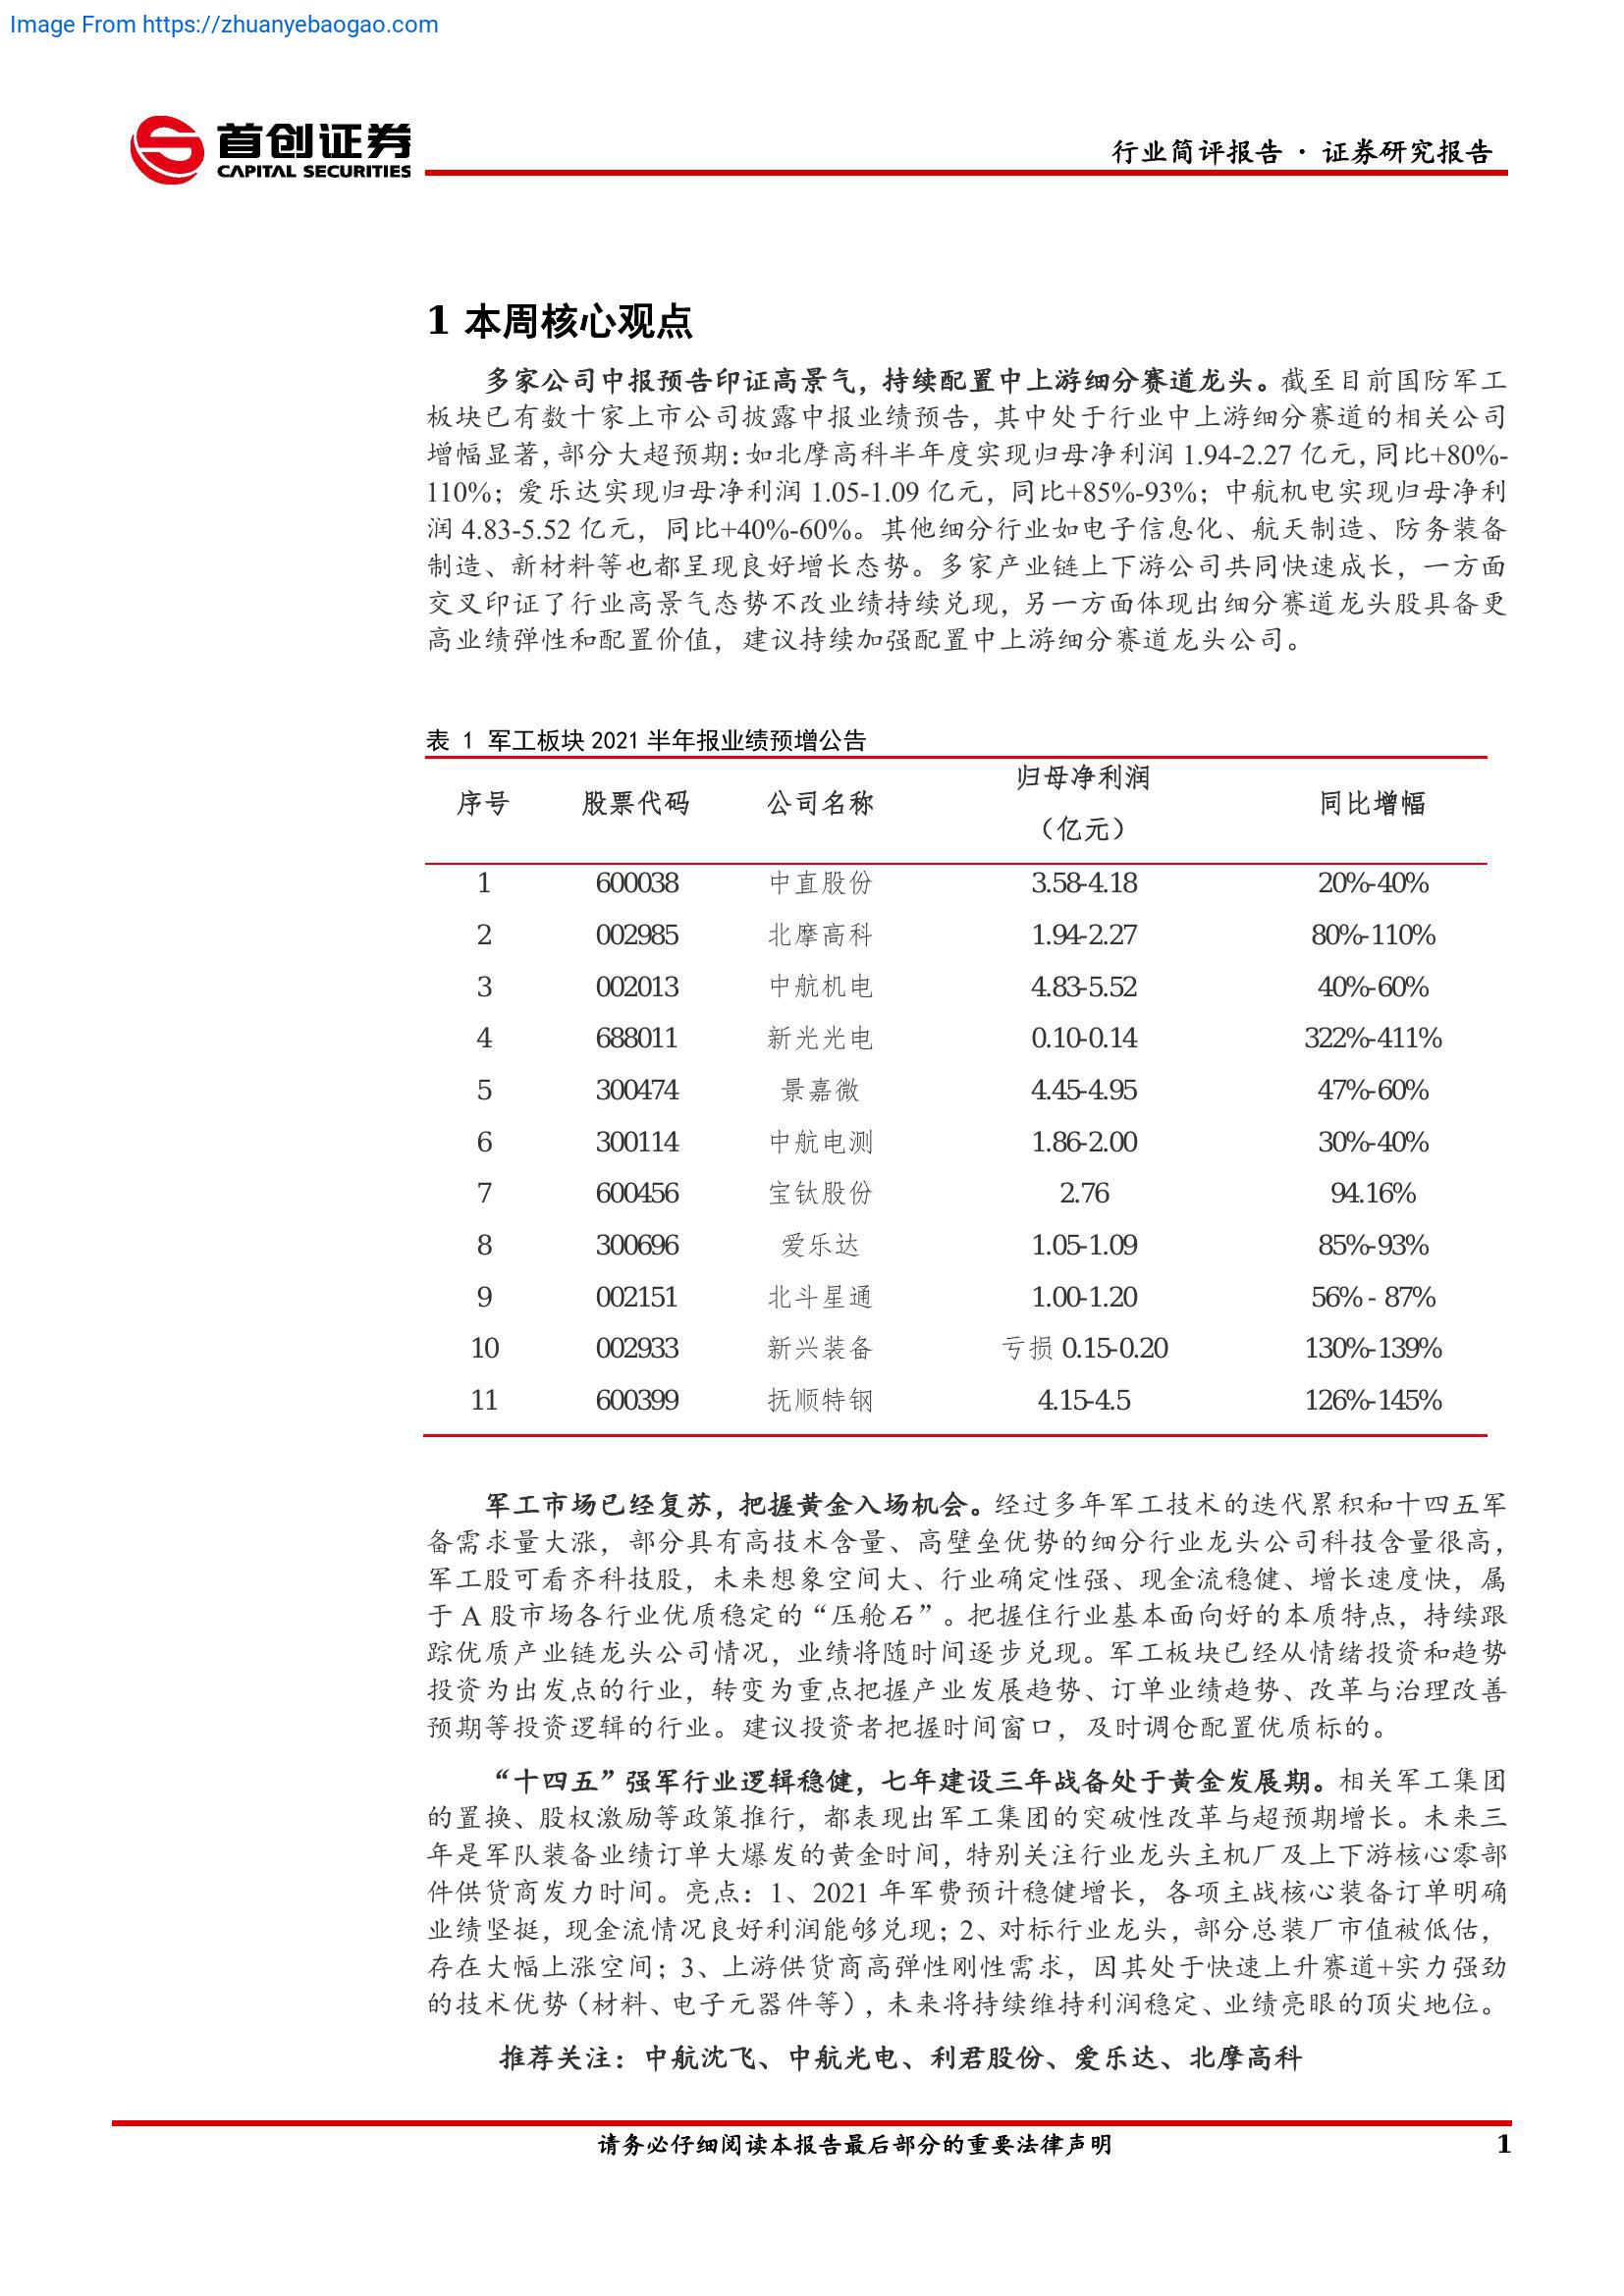 Image From https://zhuanyebaogao.com
首创证券
CAPITAL SECURITIES
行业简评报告 · 证券研究报告
1 本周核心观点
多家公司中报预告印证高景气，持续配置中上游细分赛道龙头。截至目前国防军工
板块已有数十家上市公司披露中报业绩预告，其中处于行业中上游细分赛道的相关公司
增幅显著，部分大超预期：如北摩高科半年度实现归母净利润 1.94-2.27 亿元，同比+80%-
110%；爱乐达实现归母净利润 1.05-1.09 亿元，同比+85%-93%；中航机电实现归母净利
润 4.83-5.52 亿元，同比+40%-60%。其他细分行业如电子信息化、航天制造、防务装备
制造、新材料等也都呈现良好增长态势。多家产业链上下游公司共同快速成长，一方面
交叉印证了行业高景气态势不改业绩持续兑现，另一方面体现出细分赛道龙头股具备更
高业绩弹性和配置价值，建议持续加强配置中上游细分赛道龙头公司。
表 1 军工板块 2021 半年报业绩预增公告
序号 股票代码 公司名称 归母净利润（亿元） 同比增幅
1 600038 中直股份 3.58-4.18 20%-40%
2 002985 北摩高科 1.94-2.27 80%-110%
3 002013 中航机电 4.83-5.52 40%-60%
4 688011 新光光电 0.10-0.14 322%-411%
5 300474 景嘉微 4.45-4.95 47%-60%
6 300114 中航电测 1.86-2.00 30%-40%
7 600456 宝钛股份 2.76 94.16%
8 300696 爱乐达 1.05-1.09 85%-93%
9 002151 北斗星通 1.00-1.20 56% - 87%
10 002933 新兴装备 亏损 0.15-0.20 130%-139%
11 600399 抚顺特钢 4.15-4.5 126%-145%
军工市场已经复苏，把握黄金入场机会。经过多年军工技术的迭代累积和十四五军
备需求量大涨，部分具有高技术含量、高壁垒优势的细分行业龙头公司科技含量很高，
军工股可看齐科技股，未来想象空间大、行业确定性强、现金流稳健、增长速度快，属
于 A 股市场各行业优质稳定的“压舱石”。把握住行业基本面向好的本质特点，持续跟
踪优质产业链龙头公司情况，业绩将随时间逐步兑现。军工板块已经从情绪投资和趋势
投资为出发点的行业，转变为重点把握产业发展趋势、订单业绩趋势、改革与治理改善
预期等投资逻辑的行业。建议投资者把握时间窗口，及时调仓配置优质标的。
“十四五”强军行业逻辑稳健，七年建设三年战备处于黄金发展期。相关军工集团
的置换、股权激励等政策推行，都表现出军工集团的突破性改革与超预期增长。未来三
年是军队装备业绩订单大爆发的黄金时间，特别关注行业龙头主机厂及上下游核心零部
件供货商发力时间。亮点：1、2021 年军费预计稳健增长，各项主战核心装备订单明确
业绩坚挺，现金流情况良好利润能够兑现；2、对标行业龙头，部分总装厂市值被低估，
存在大幅上涨空间；3、上游供货商高弹性刚性需求，因其处于快速上升赛道+实力强劲
的技术优势（材料、电子元器件等），未来将持续维持利润稳定、业绩亮眼的顶尖地位。
推荐关注：中航沈飞、中航光电、利君股份、爱乐达、北摩高科
请务必仔细阅读本报告最后部分的重要法律声明 1